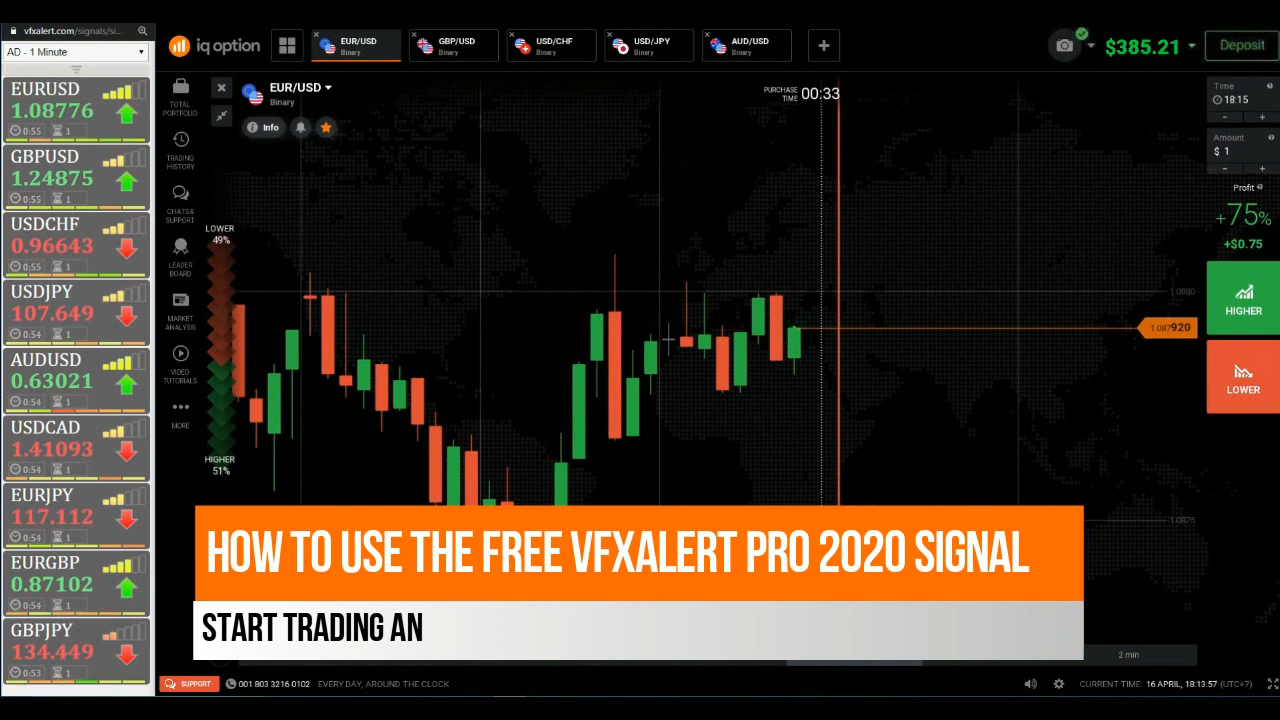 vfxalert.com/signals/si...
AD - 1 Minute
EURUSD
1.08776
0:55 1
GBPUSD
1.24875
0:55 1
USDCHF
0.96643
0:55 1
USDJPY
107.649
0:54 1
AUDUSD
0.63021
0:54 1
USDCAD
1.41093
0:54 1
EURJPY
117.112
0:54 1
EURGBP
0.87102
0:54 1
GBPJPY
134.449
0:53 1
iq option
EUR/USD
Binary
GBP/USD
Binary
USD/CHF
Binary
USD/JPY
Binary
AUD/USD
Binary
+
$385.21
Deposit
TOTAL
PORTFOLIO
TRADING
HISTORY
CHATS &
SUPPORT
LEADER
BOARD
MARKET
ANALYSIS
VIDEO
TUTORIALS
MORE
EUR/USD
Binary
Info
LOWER
49%
HIGHER
51%
PURCHASE
TIME
00:33
1.0880
1.087920
1.0875
Time
18:15
- +
Amount
$ 1
- +
Profit
+75%
+$0.75
HIGHER
LOWER
HOW TO USE THE FREE VFXALERT PRO 2020 SIGNAL
START TRADING AN
2 min
SUPPORT
001 803 3216 0102
EVERY DAY, AROUND THE CLOCK
CURRENT TIME: 16 APRIL, 18:13:57 (UTC+7)